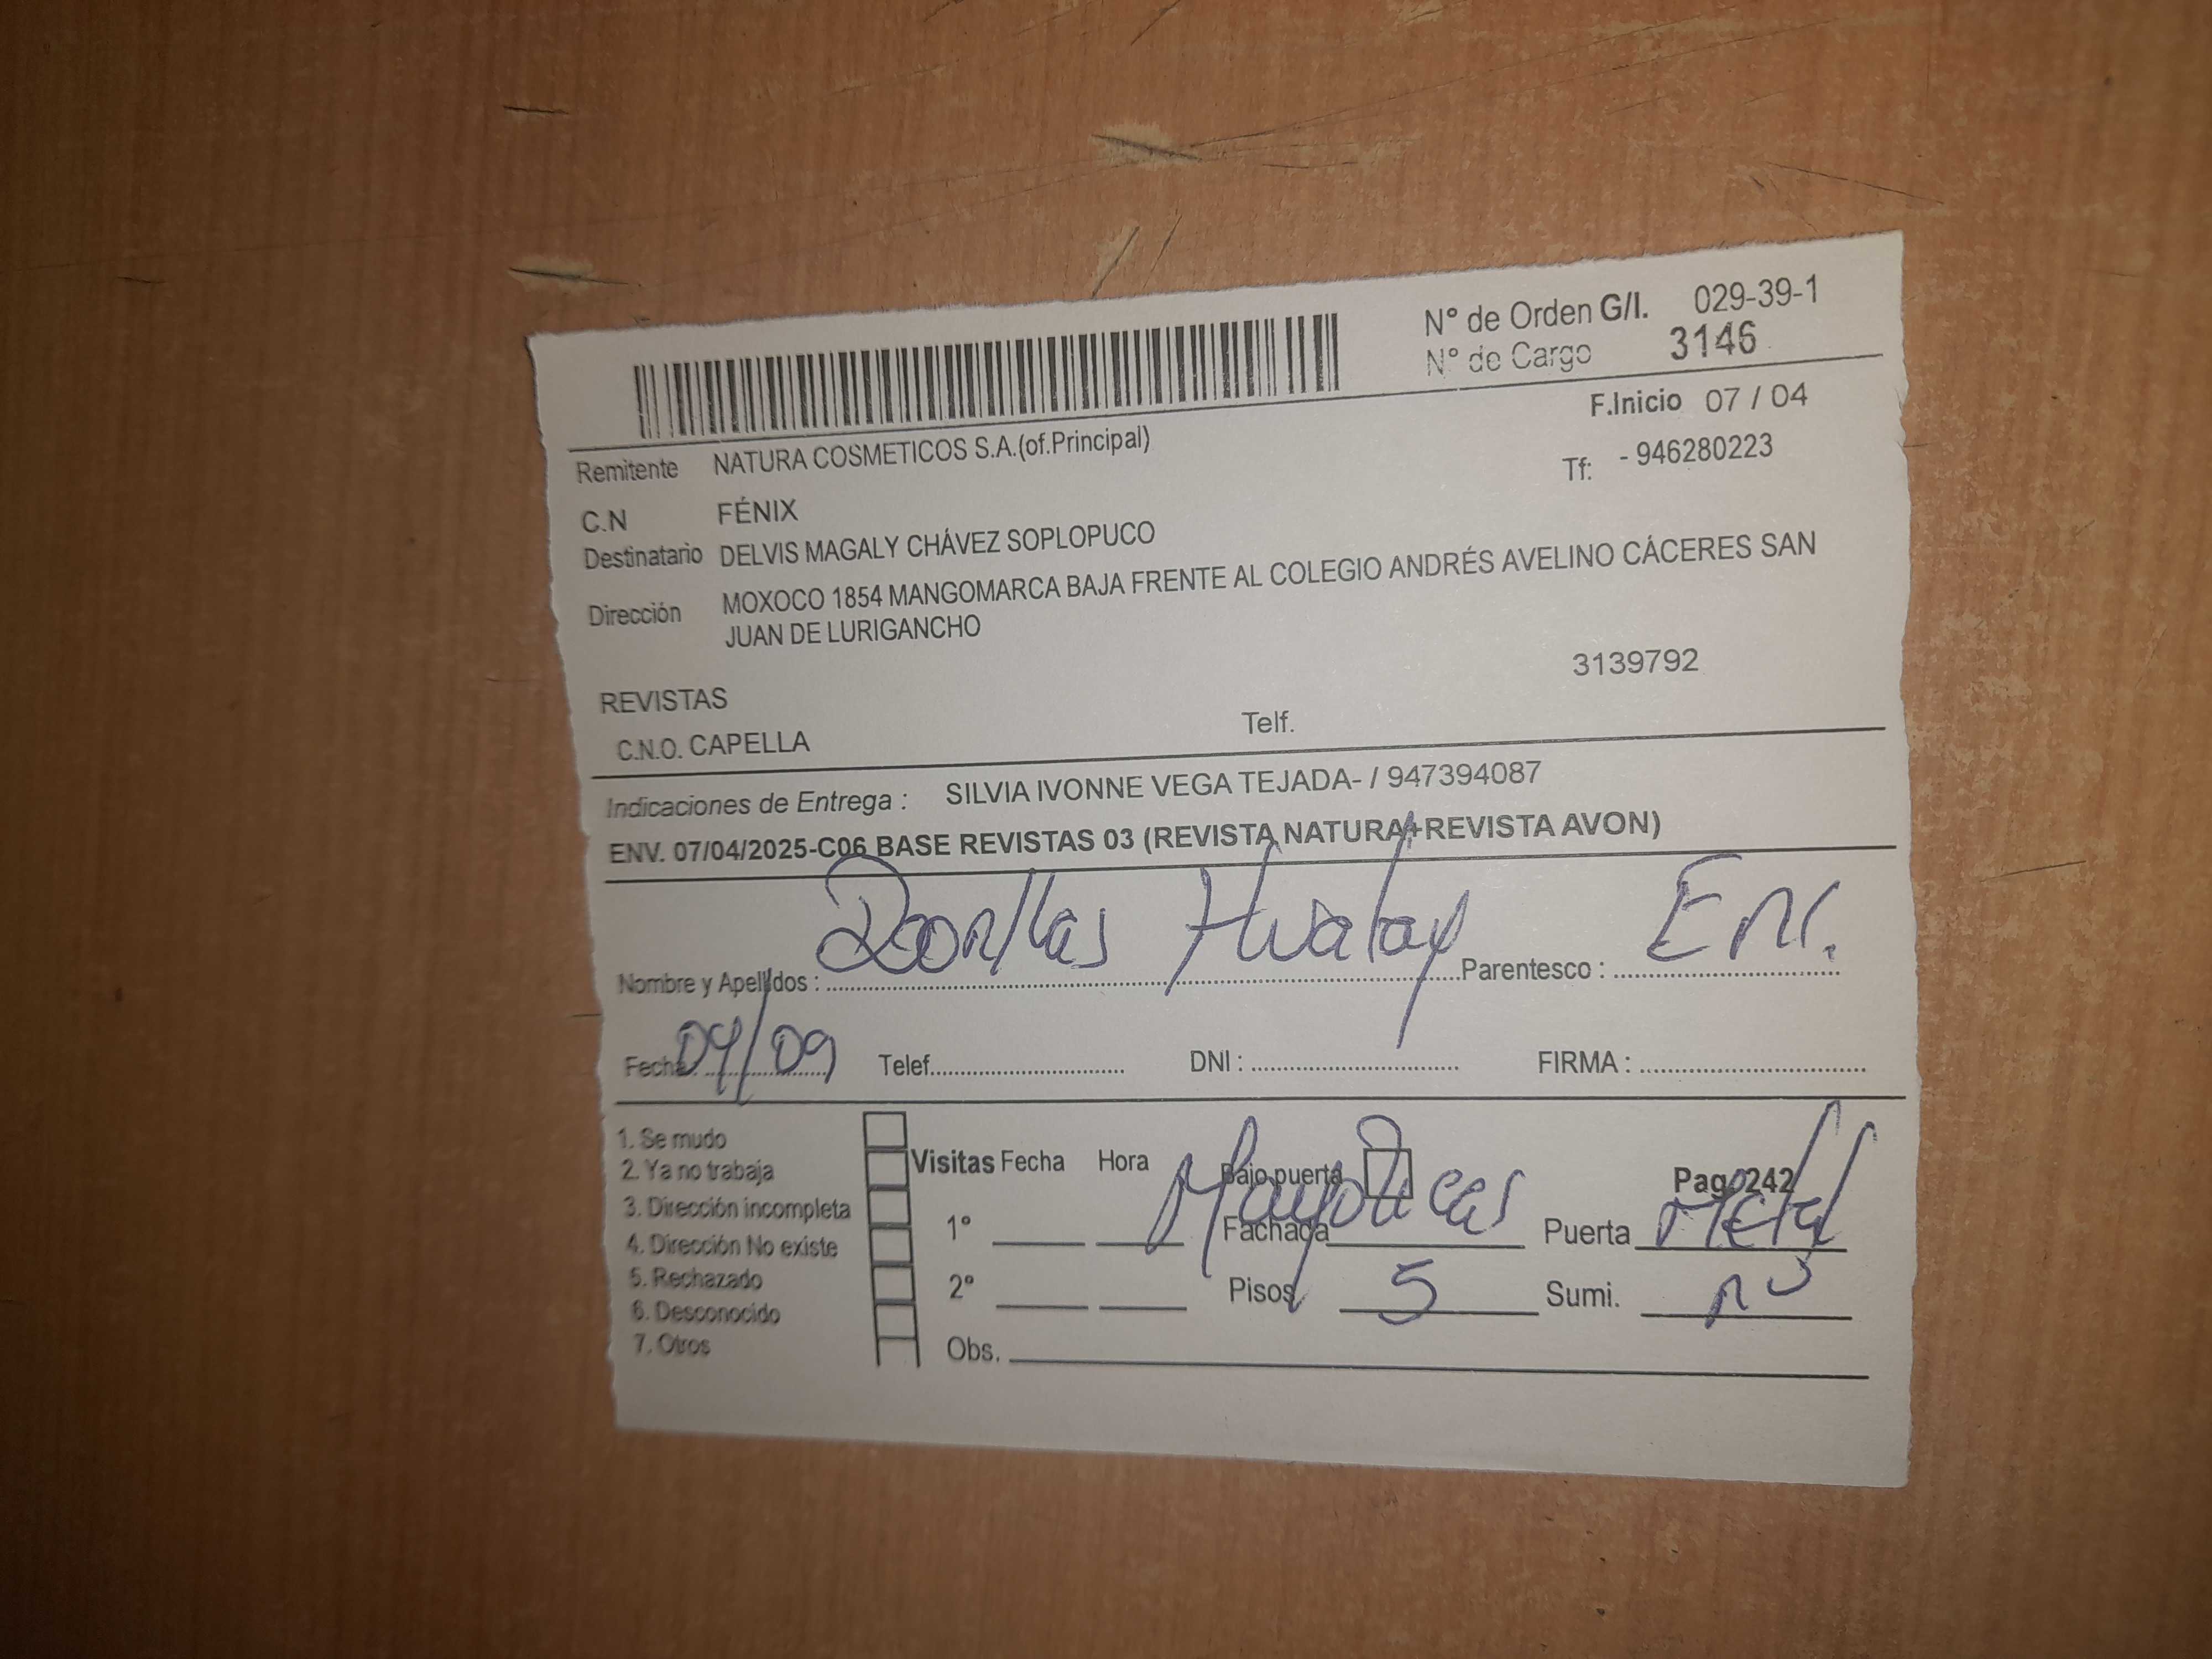 N° de Orden G/I. 029-39-1
N° de Cargo 3146
F.Inicio 07 / 04
Remitente NATURA COSMETICOS S.A.(of.Principal)
Tf: - 946280223
C.N FÉNIX
Destinatario DELVIS MAGALY CHÁVEZ SOPLOPUCO
Dirección MOXOCO 1854 MANGOMARCA BAJA FRENTE AL COLEGIO ANDRÉS AVELINO CÁCERES SAN
JUAN DE LURIGANCHO
3139792
REVISTAS
C.N.O. CAPELLA Telf.
Indicaciones de Entrega : SILVIA IVONNE VEGA TEJADA- / 947394087
ENV. 07/04/2025-C06 BASE REVISTAS 03 (REVISTA NATURA+REVISTA AVON)
Nombre y Apellidos : Parentesco :
Fecha: 09 Telef. DNI : FIRMA :
1. Se mudo
2. Ya no trabaja
3. Dirección incompleta
4. Dirección No existe
5. Rechazado
6. Desconocido
7. Otros
Visitas Fecha Hora Bajo puerta Pag. 242
1° Fachada Mayolicas Puerta Metal
2° Pisos 5 Sumi. no
Obs.